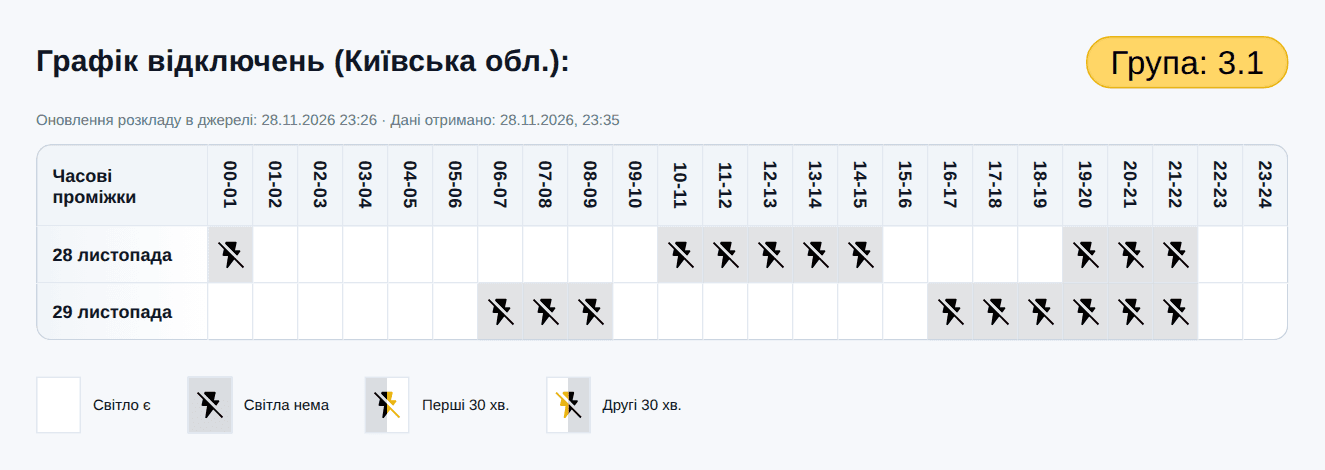 Графік відключень (Київська обл.):
Група: 3.1
Оновлення розкладу в джерелі: 28.11.2026 23:26 · Дані отримано: 28.11.2026, 23:35
Часові
проміжки
00-01
01-02
02-03
03-04
04-05
05-06
06-07
07-08
08-09
09-10
10-11
11-12
12-13
13-14
14-15
15-16
16-17
17-18
18-19
19-20
20-21
21-22
22-23
23-24
28 листопада
29 листопада
Світло є
Світла нема
Перші 30 хв.
Другі 30 хв.